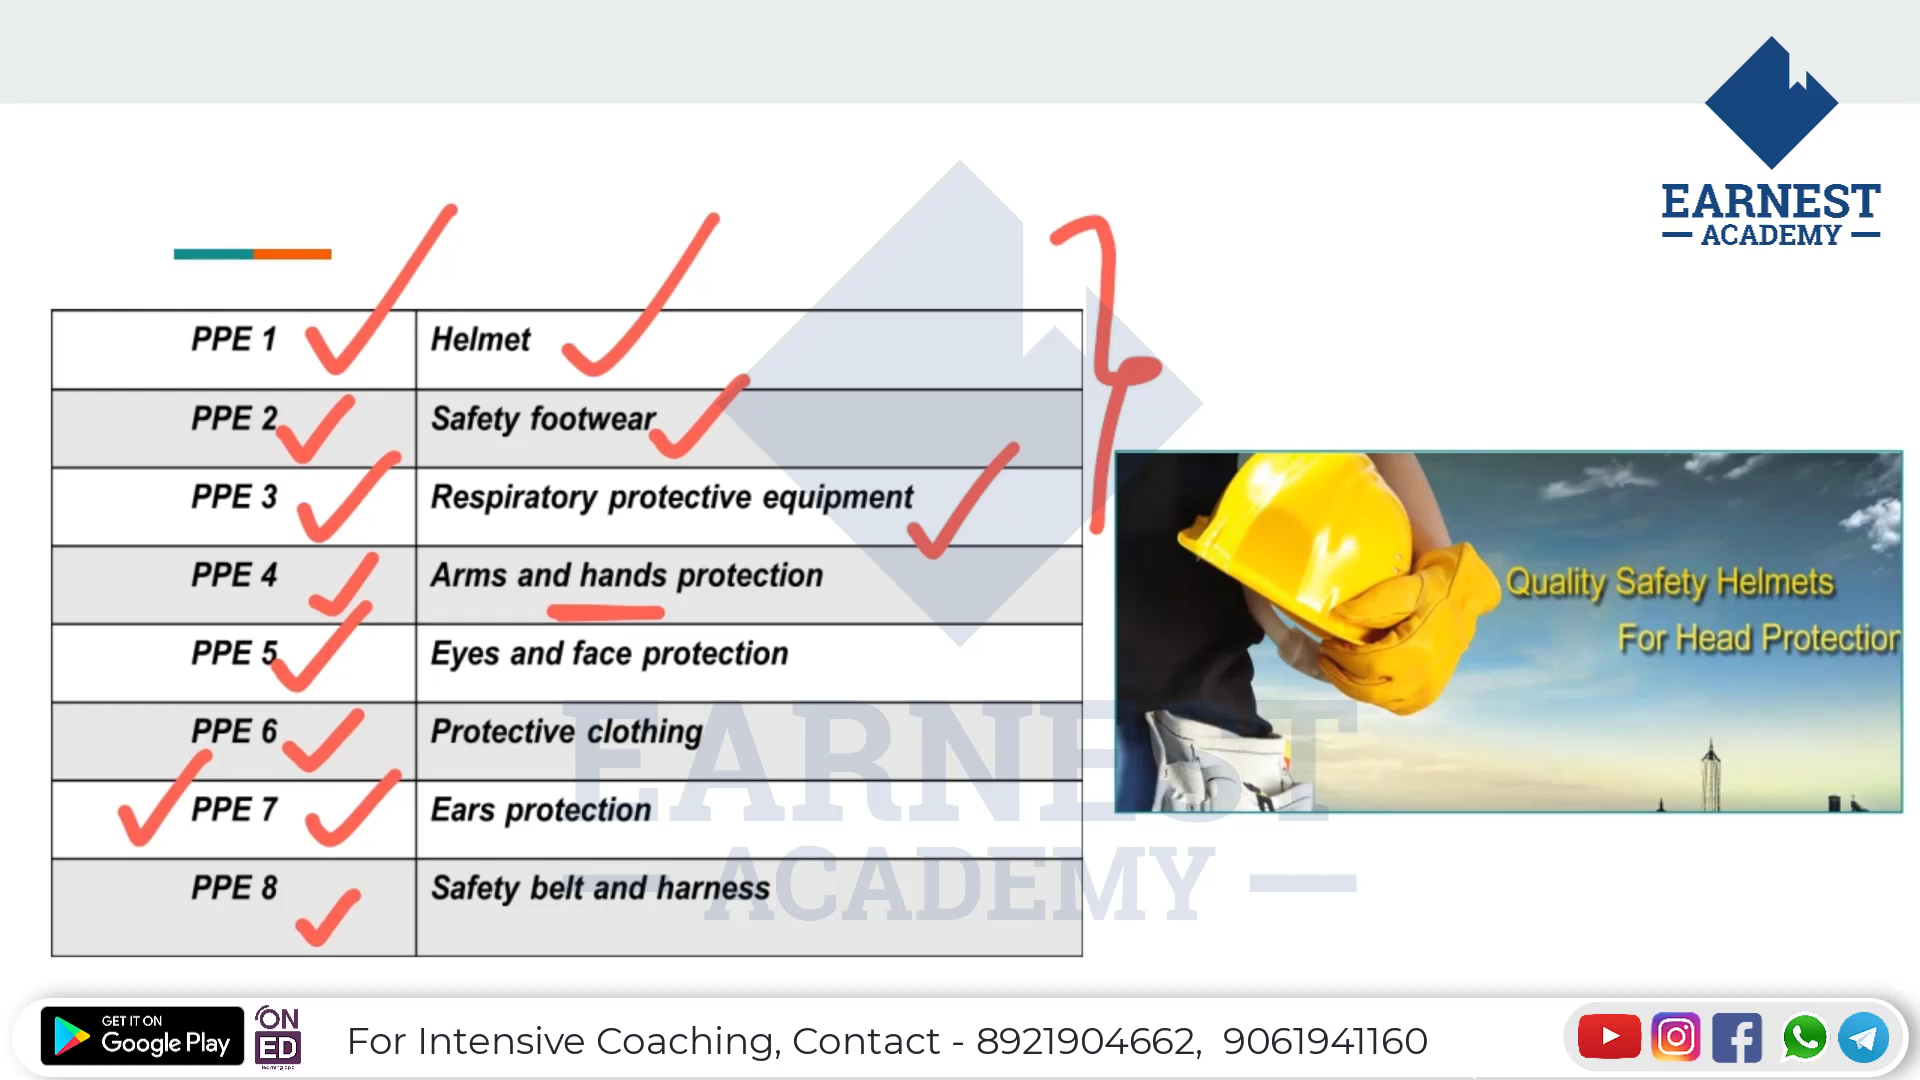 EARNEST
ACADEMY
PPE 1 Helmet
PPE 2 Safety footwear
PPE 3 Respiratory protective equipment
PPE 4 Arms and hands protection
PPE 5 Eyes and face protection
PPE 6 Protective clothing
PPE 7 Ears protection
PPE 8 Safety belt and harness
Quality Safety Helmets
For Head Protection
EARNEST
ACADEMY
GET IT ON
Google Play
ON
ED
For Intensive Coaching, Contact - 8921904662, 9061941160